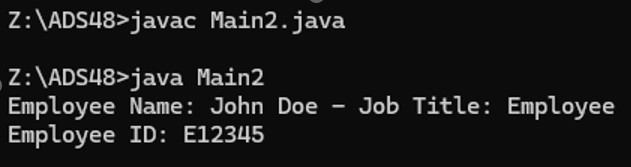 Z:\ADS48>javac Main2.java
Z:\ADS48>java Main2
Employee Name: John Doe - Job Title: Employee
Employee ID: E12345